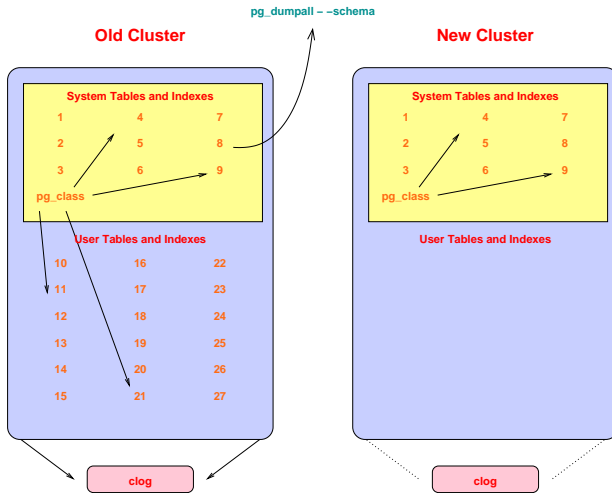 pg_dumpall – –schema
Old Cluster
New Cluster
System Tables and Indexes
1 4 7
2 5 8
3 6 9
pg_class
User Tables and Indexes
10 16 22
11 17 23
12 18 24
13 19 25
14 20 26
15 21 27
clog
System Tables and Indexes
1 4 7
2 5 8
3 6 9
pg_class
User Tables and Indexes
clog